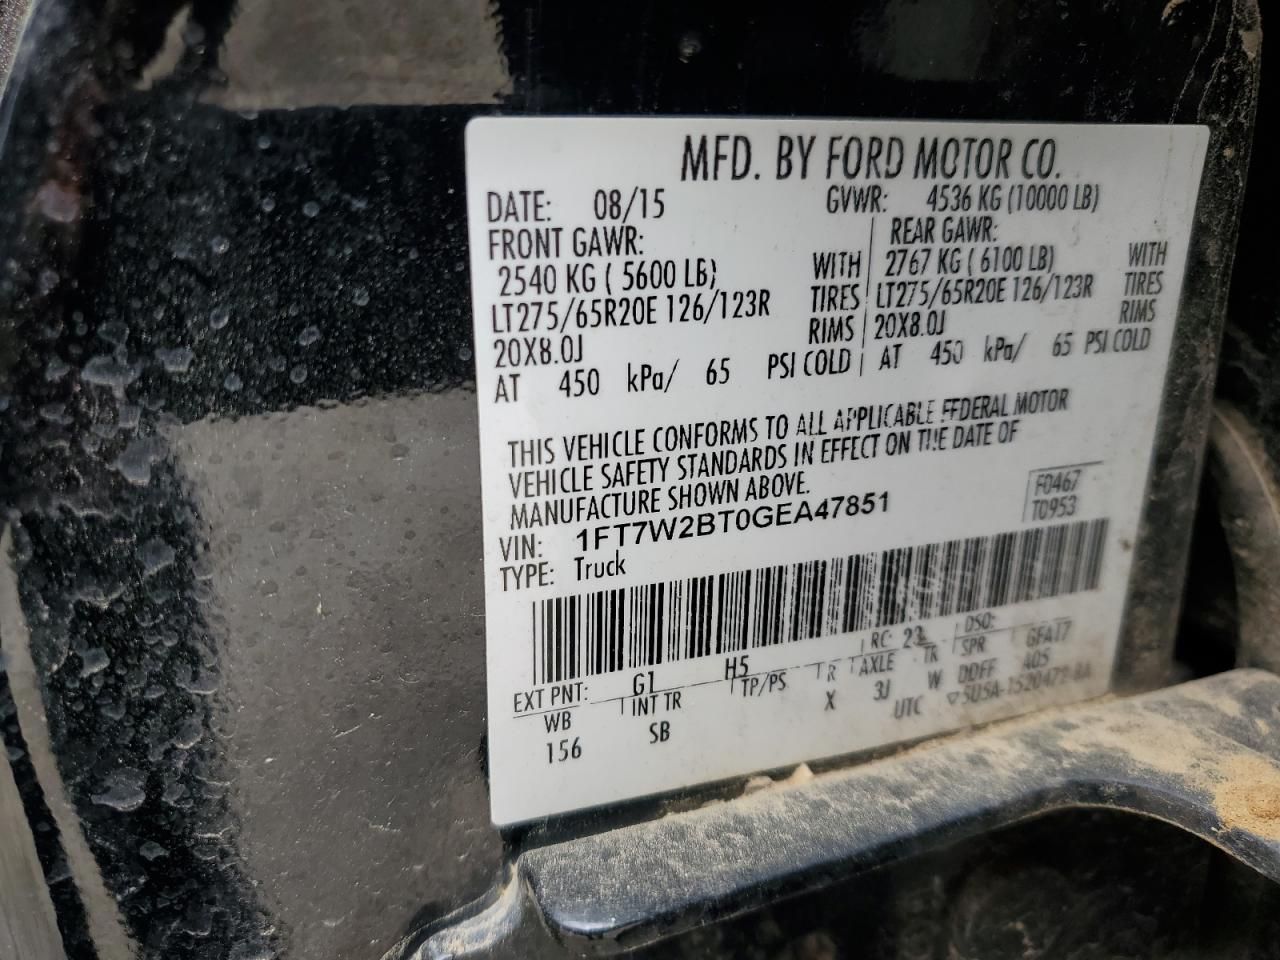 MFD. BY FORD MOTOR CO.
DATE: 08/15 GVWR: 4536 KG (10000 LB)
FRONT GAWR: REAR GAWR:
2540 KG ( 5600 LB) WITH 2767 KG ( 6100 LB) WITH
LT275/65R20E 126/123R TIRES LT275/65R20E 126/123R TIRES
20X8.0J RIMS 20X8.0J RIMS
AT 450 kPa/ 65 PSI COLD AT 450 kPa/ 65 PSI COLD
THIS VEHICLE CONFORMS TO ALL APPLICABLE FEDERAL MOTOR
VEHICLE SAFETY STANDARDS IN EFFECT ON THE DATE OF
MANUFACTURE SHOWN ABOVE.
F0467
T0953
VIN: 1FT7W2BT0GEA47851
TYPE: Truck
EXT PNT: G1 H5 RC: 23 DSO:
WB INT TR TP/PS R AXLE TR SPR GFA17
156 SB X 3J W DDFF A05
UTC